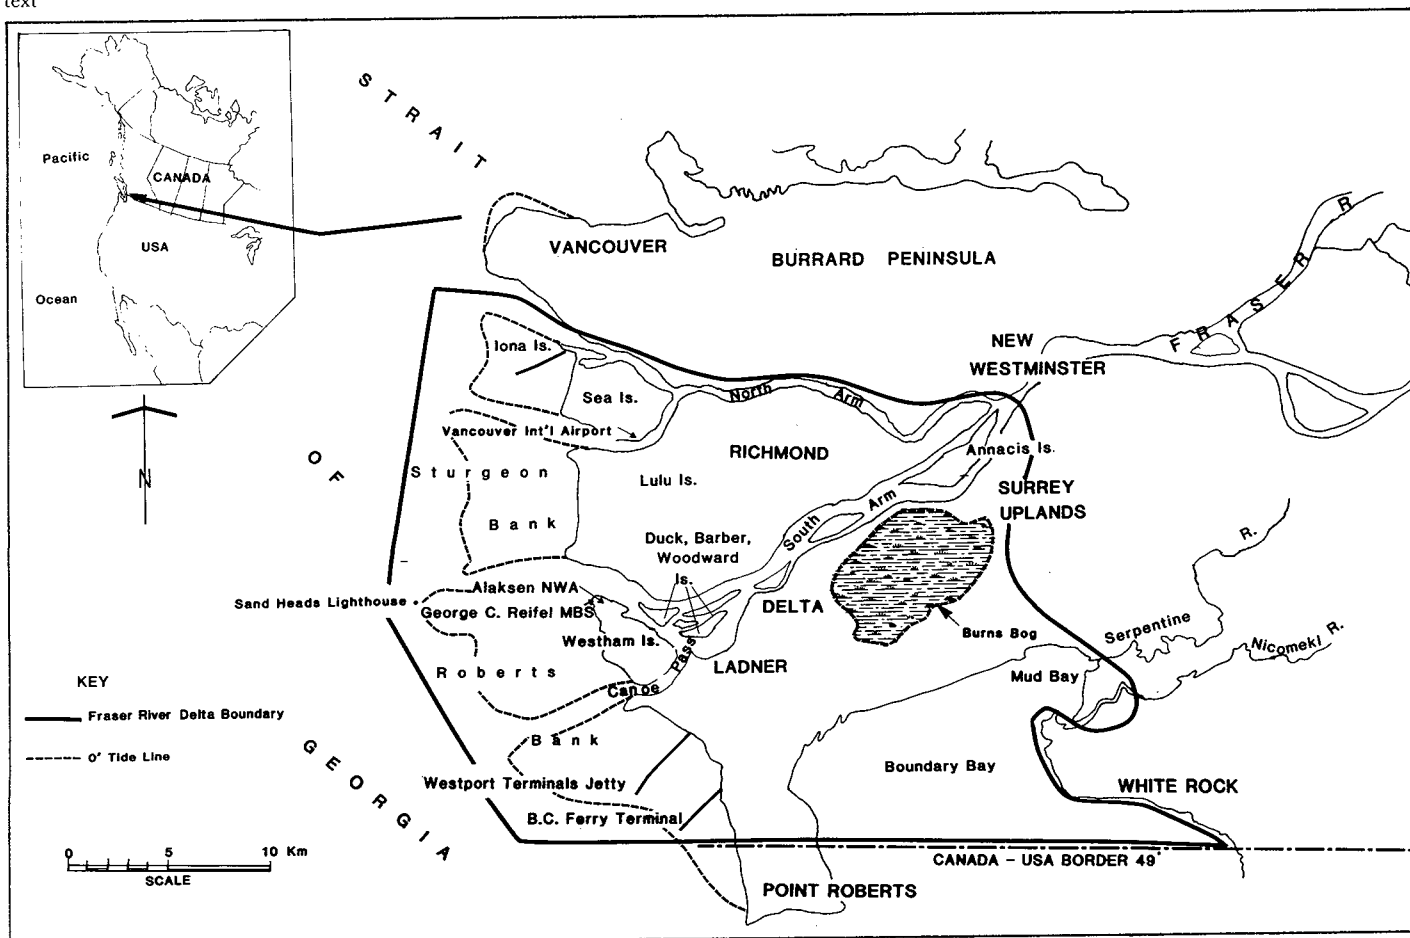 text
STRAIT
Pacific
CANADA
USA
Ocean
VANCOUVER
BURRARD PENINSULA
FRASER R
NEW
WESTMINSTER
Iona Is.
Sea Is.
North Arm
Vancouver Int'l Airport
RICHMOND
Annacis Is.
OF
Sturgeon
Bank
Lulu Is.
SURREY
UPLANDS
South Arm
N
Duck, Barber,
Woodward
Is.
R.
Alaksen NWA
Sand Heads Lighthouse
George C. Reifel MBS
DELTA
Burns Bog
Serpentine
Nicomekl R.
Westham Is.
Pass
LADNER
Roberts
Canoe
Mud Bay
KEY
Fraser River Delta Boundary
0' Tide Line
Bank
GEORGIA
Boundary Bay
Westport Terminals Jetty
WHITE ROCK
B.C. Ferry Terminal
0 5 10 Km
SCALE
CANADA - USA BORDER 49°
POINT ROBERTS